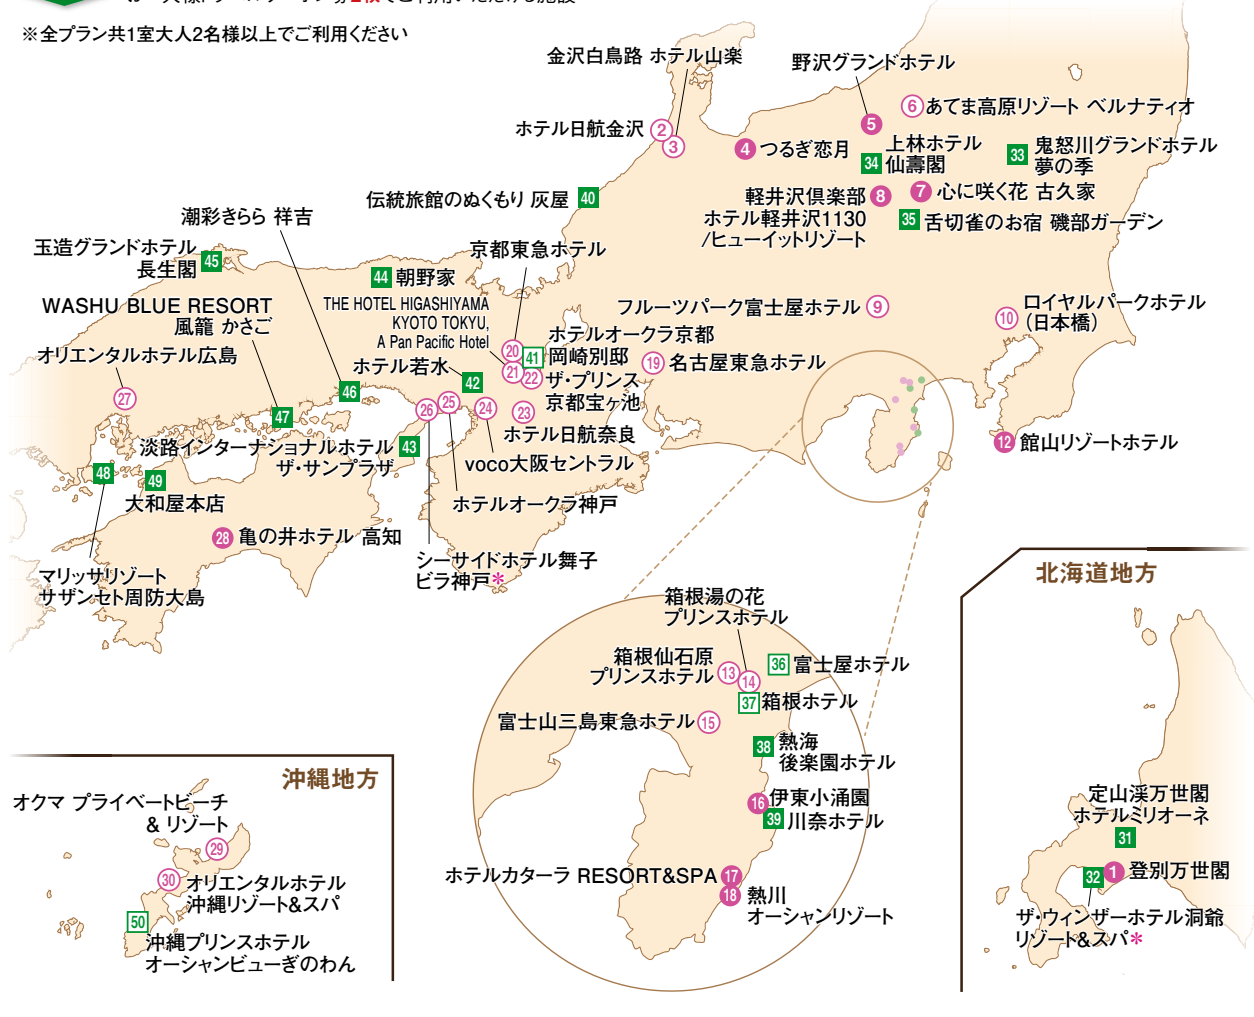 ※全プラン共1室大人2名様以上でご利用ください
金沢白鳥路 ホテル山楽
野沢グランドホテル
6 あてま高原リゾート ベルナティオ
5
ホテル日航金沢 2
3
4 つるぎ恋月
上林ホテル
34 仙壽閣
33 鬼怒川グランドホテル
夢の季
伝統旅館のぬくもり 灰屋 40
軽井沢倶楽部 8
ホテル軽井沢1130
/ヒューイットリゾート
7 心に咲く花 古久家
35 舌切雀のお宿 磯部ガーデン
潮彩きらら 祥吉
玉造グランドホテル
長生閣 45
京都東急ホテル
44 朝野家
WASHU BLUE RESORT
風籠 かさご
THE HOTEL HIGASHIYAMA
KYOTO TOKYU,
A Pan Pacific Hotel
フルーツパーク富士屋ホテル 9
10 ロイヤルパークホテル
(日本橋)
ホテルオークラ京都
20 41 岡崎別邸
オリエンタルホテル広島
ホテル若水 42
21 22 ザ・プリンス
京都宝ヶ池
19 名古屋東急ホテル
27
46
47
26 25 24 23
ホテル日航奈良
淡路インターナショナルホテル 43
ザ・サンプラザ
voco大阪セントラル
12 館山リゾートホテル
48
49
大和屋本店
ホテルオークラ神戸
28 亀の井ホテル 高知
シーサイドホテル舞子
ビラ神戸*
マリッサリゾート
サザンセト周防大島
箱根湯の花
プリンスホテル
箱根仙石原
プリンスホテル 13
14
36 富士屋ホテル
37 箱根ホテル
富士山三島東急ホテル 15
38 熱海
後楽園ホテル
16 伊東小涌園
39 川奈ホテル
ホテルカターラ RESORT&SPA 17
18 熱川
オーシャンリゾート
沖縄地方
オクマ プライベートビーチ
& リゾート
29
30 オリエンタルホテル
沖縄リゾート&スパ
50
沖縄プリンスホテル
オーシャンビューぎのわん
北海道地方
定山渓万世閣
ホテルミリオーネ
31
32 1 登別万世閣
ザ・ウィンザーホテル洞爺
リゾート&スパ*